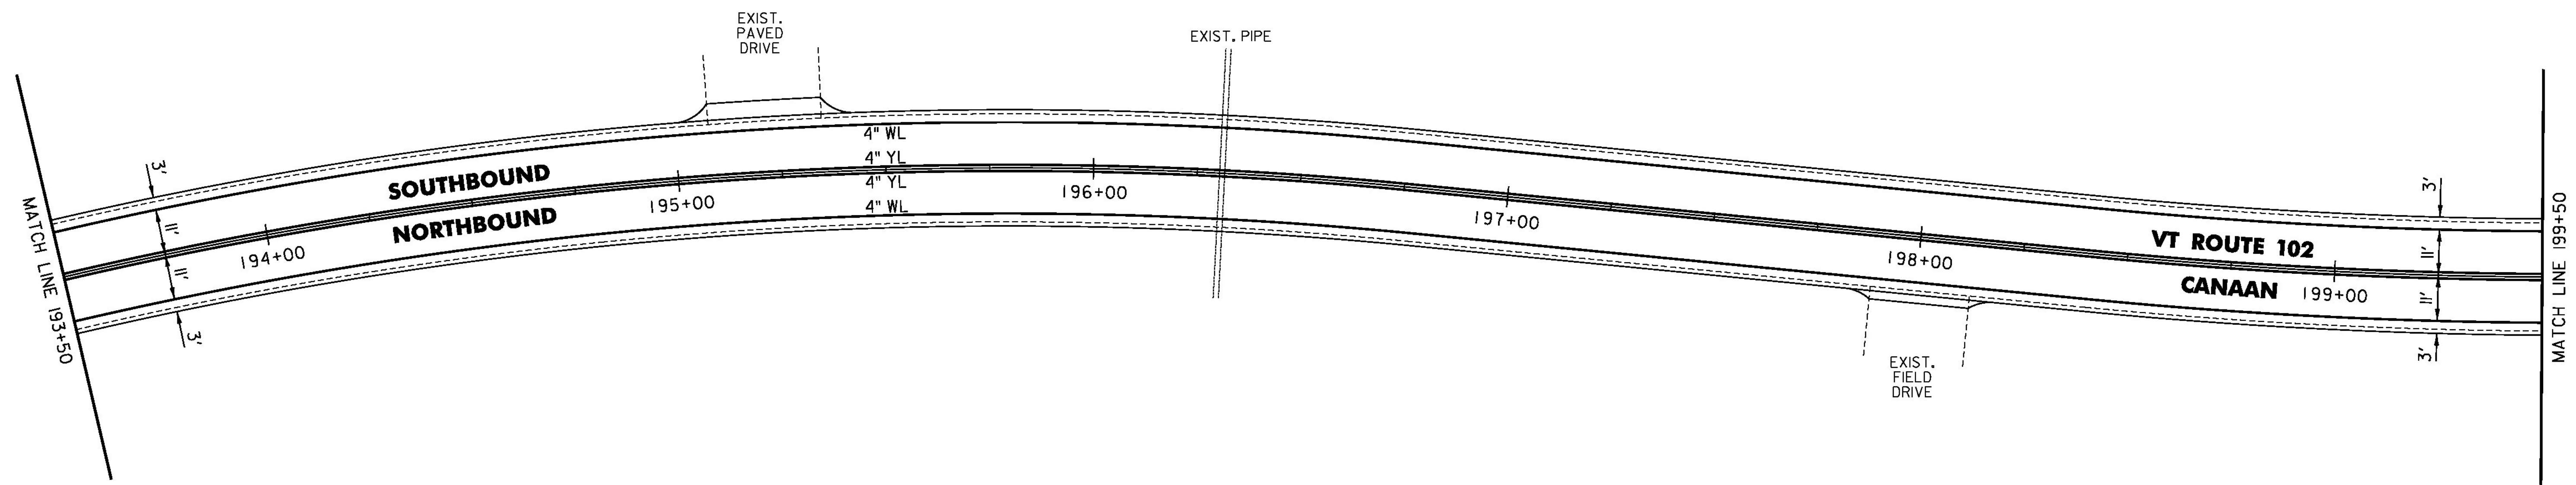 EXIST.
PAVED
DRIVE
EXIST. PIPE
4" WL
4" YL
4" YL
4" WL
3'
11'
11'
3'
SOUTHBOUND
NORTHBOUND
MATCH LINE 193+50
194+00
195+00
196+00
197+00
198+00
199+00
VT ROUTE 102
CANAAN
3'
11'
11'
3'
MATCH LINE 199+50
EXIST.
FIELD
DRIVE